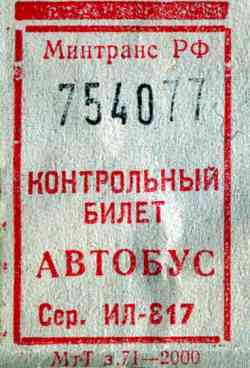 Минтранс РФ
754077
КОНТРОЛЬНЫЙ
БИЛЕТ
АВТОБУС
Сер. ИЛ-817
МтТ з.71—2000